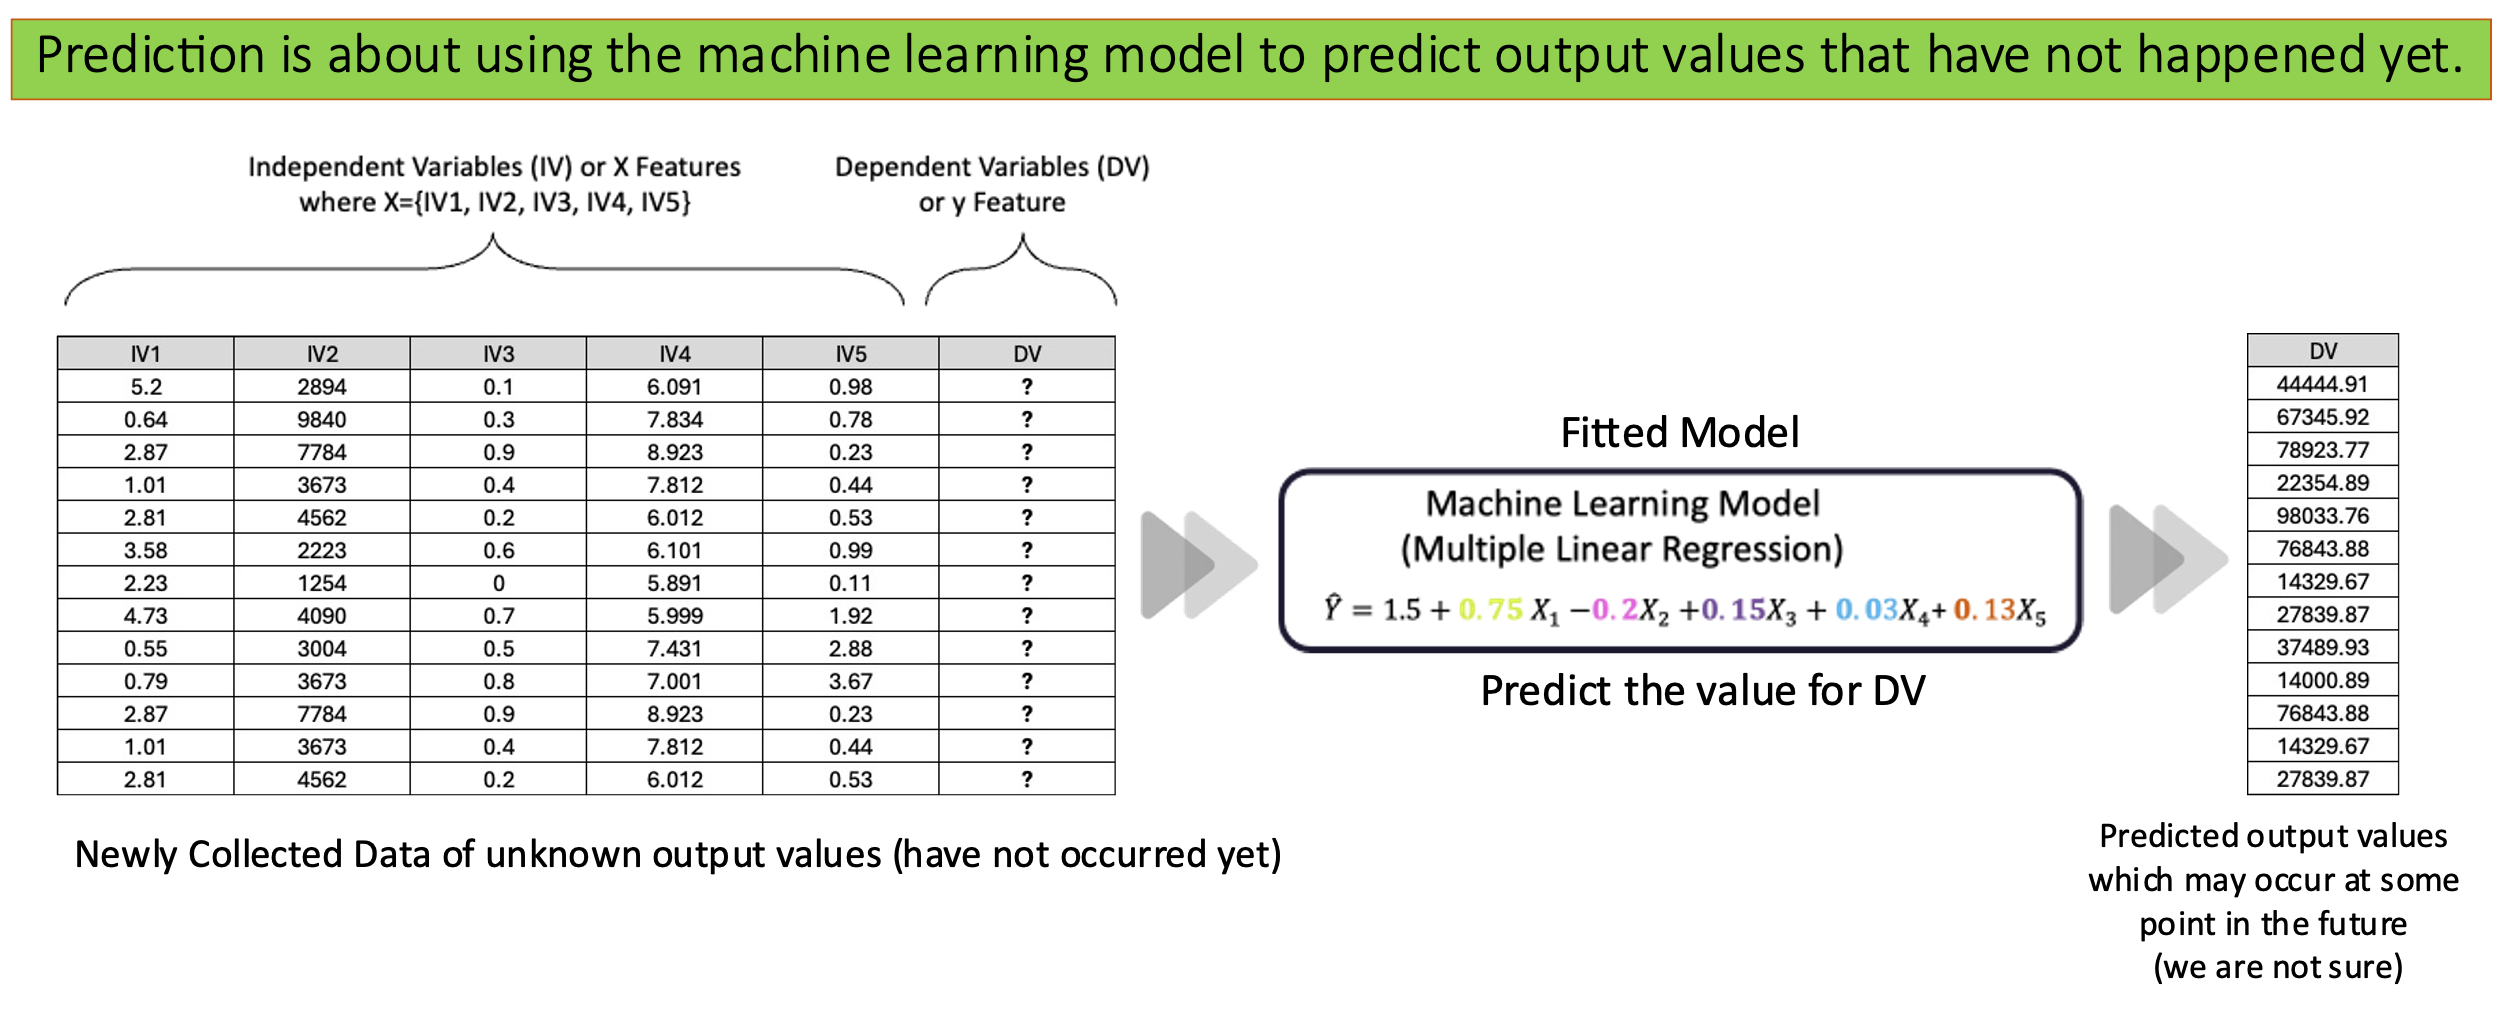 Prediction is about using the machine learning model to predict output values that have not happened yet.
Independent Variables (IV) or X Features
where X={IV1, IV2, IV3, IV4, IV5}
Dependent Variables (DV)
or y Feature
IV1 IV2 IV3 IV4 IV5 DV
5.2 2894 0.1 6.091 0.98 ?
0.64 9840 0.3 7.834 0.78 ?
2.87 7784 0.9 8.923 0.23 ?
1.01 3673 0.4 7.812 0.44 ?
2.81 4562 0.2 6.012 0.53 ?
3.58 2223 0.6 6.101 0.99 ?
2.23 1254 0 5.891 0.11 ?
4.73 4090 0.7 5.999 1.92 ?
0.55 3004 0.5 7.431 2.88 ?
0.79 3673 0.8 7.001 3.67 ?
2.87 7784 0.9 8.923 0.23 ?
1.01 3673 0.4 7.812 0.44 ?
2.81 4562 0.2 6.012 0.53 ?
Newly Collected Data of unknown output values (have not occurred yet)
Fitted Model
Machine Learning Model
(Multiple Linear Regression)
Ŷ = 1.5 + 0.75 X₁ −0.2X₂ +0.15X₃ + 0.03X₄+ 0.13X₅
Predict the value for DV
DV
44444.91
67345.92
78923.77
22354.89
98033.76
76843.88
14329.67
27839.87
37489.93
14000.89
76843.88
14329.67
27839.87
Predicted output values
which may occur at some
point in the future
(we are not sure)